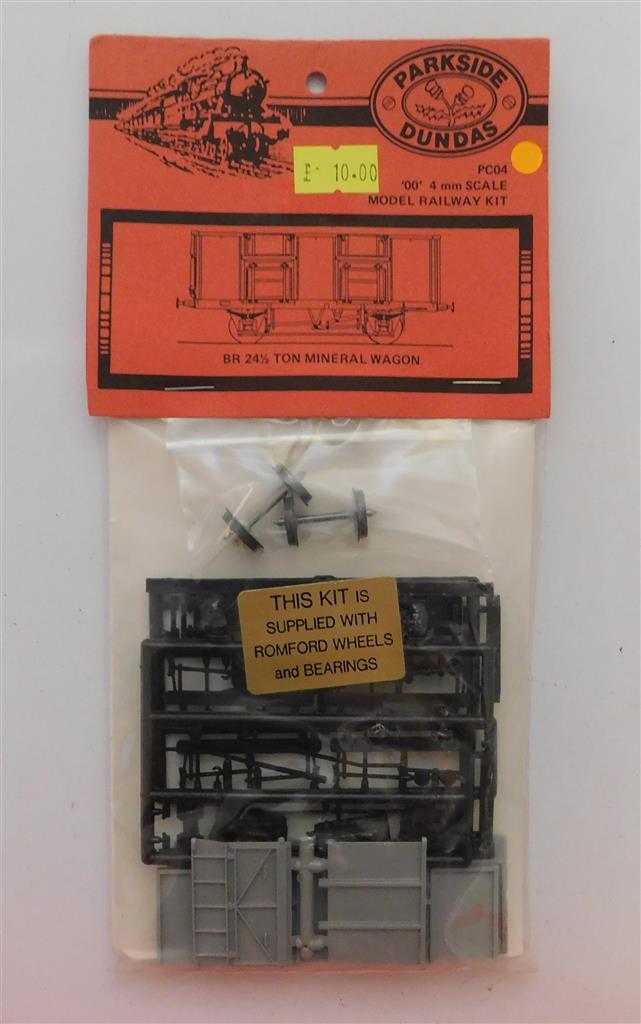 PARKSIDE
DUNDAS
£ 10.00
PC04
'00' 4 mm SCALE
MODEL RAILWAY KIT
BR 24½ TON MINERAL WAGON
THIS KIT IS
SUPPLIED WITH
ROMFORD WHEELS
and BEARINGS